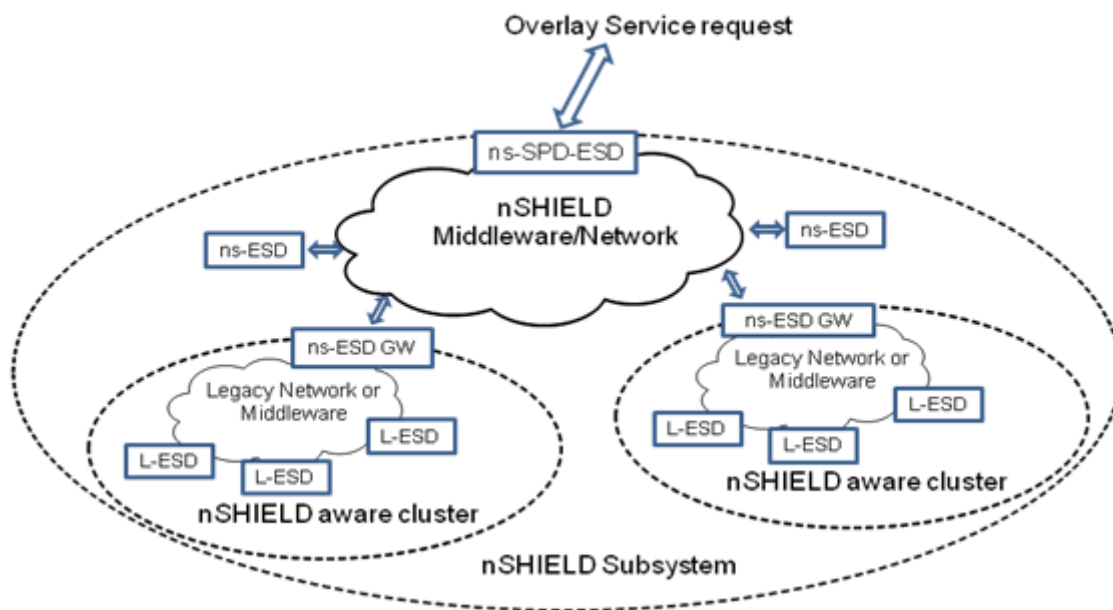 Overlay Service request
ns-SPD-ESD
nSHIELD
Middleware/Network
ns-ESD
ns-ESD
ns-ESD GW
Legacy Network or
Middleware
L-ESD
L-ESD
L-ESD
nSHIELD aware cluster
ns-ESD GW
Legacy Network or
Middleware
L-ESD
L-ESD
L-ESD
nSHIELD aware cluster
nSHIELD Subsystem